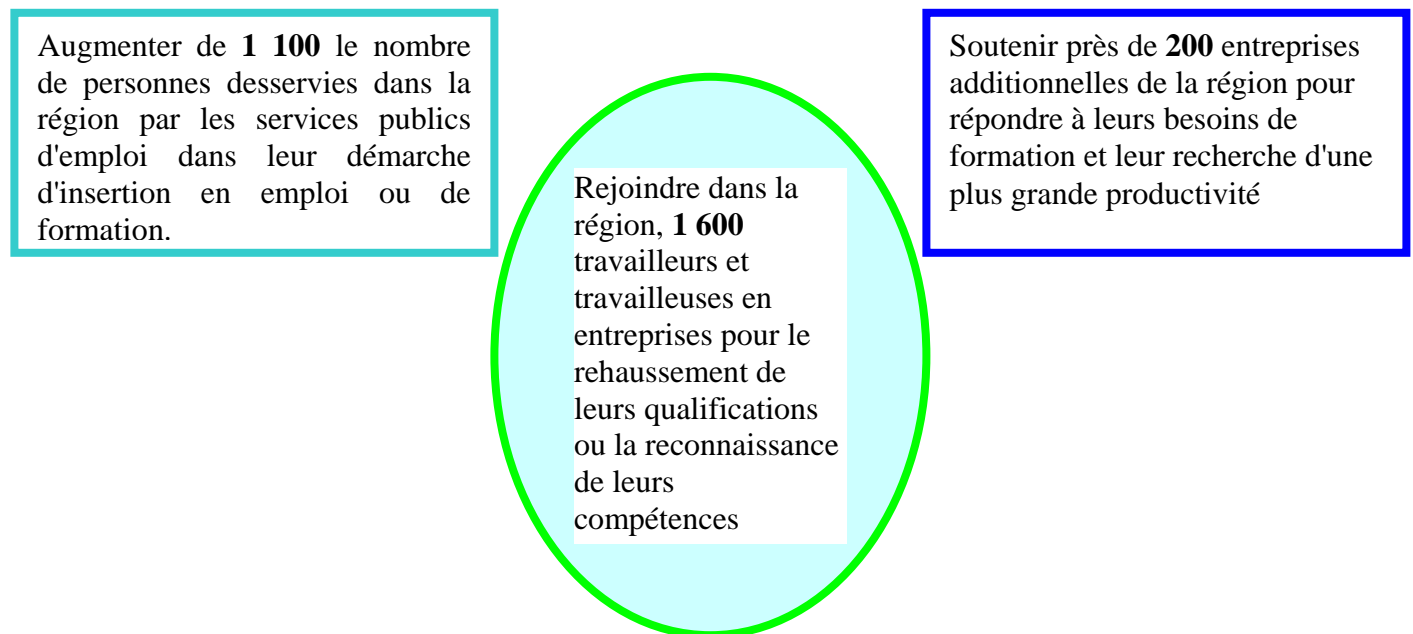 Augmenter de 1 100 le nombre
de personnes desservies dans la
région par les services publics
d'emploi dans leur démarche
d'insertion en emploi ou de
formation.
Rejoindre dans la
région, 1 600
travailleurs et
travailleuses en
entreprises pour le
rehaussement de
leurs qualifications
ou la reconnaissance
de leurs
compétences
Soutenir près de 200 entreprises
additionnelles de la région pour
répondre à leurs besoins de
formation et leur recherche d'une
plus grande productivité